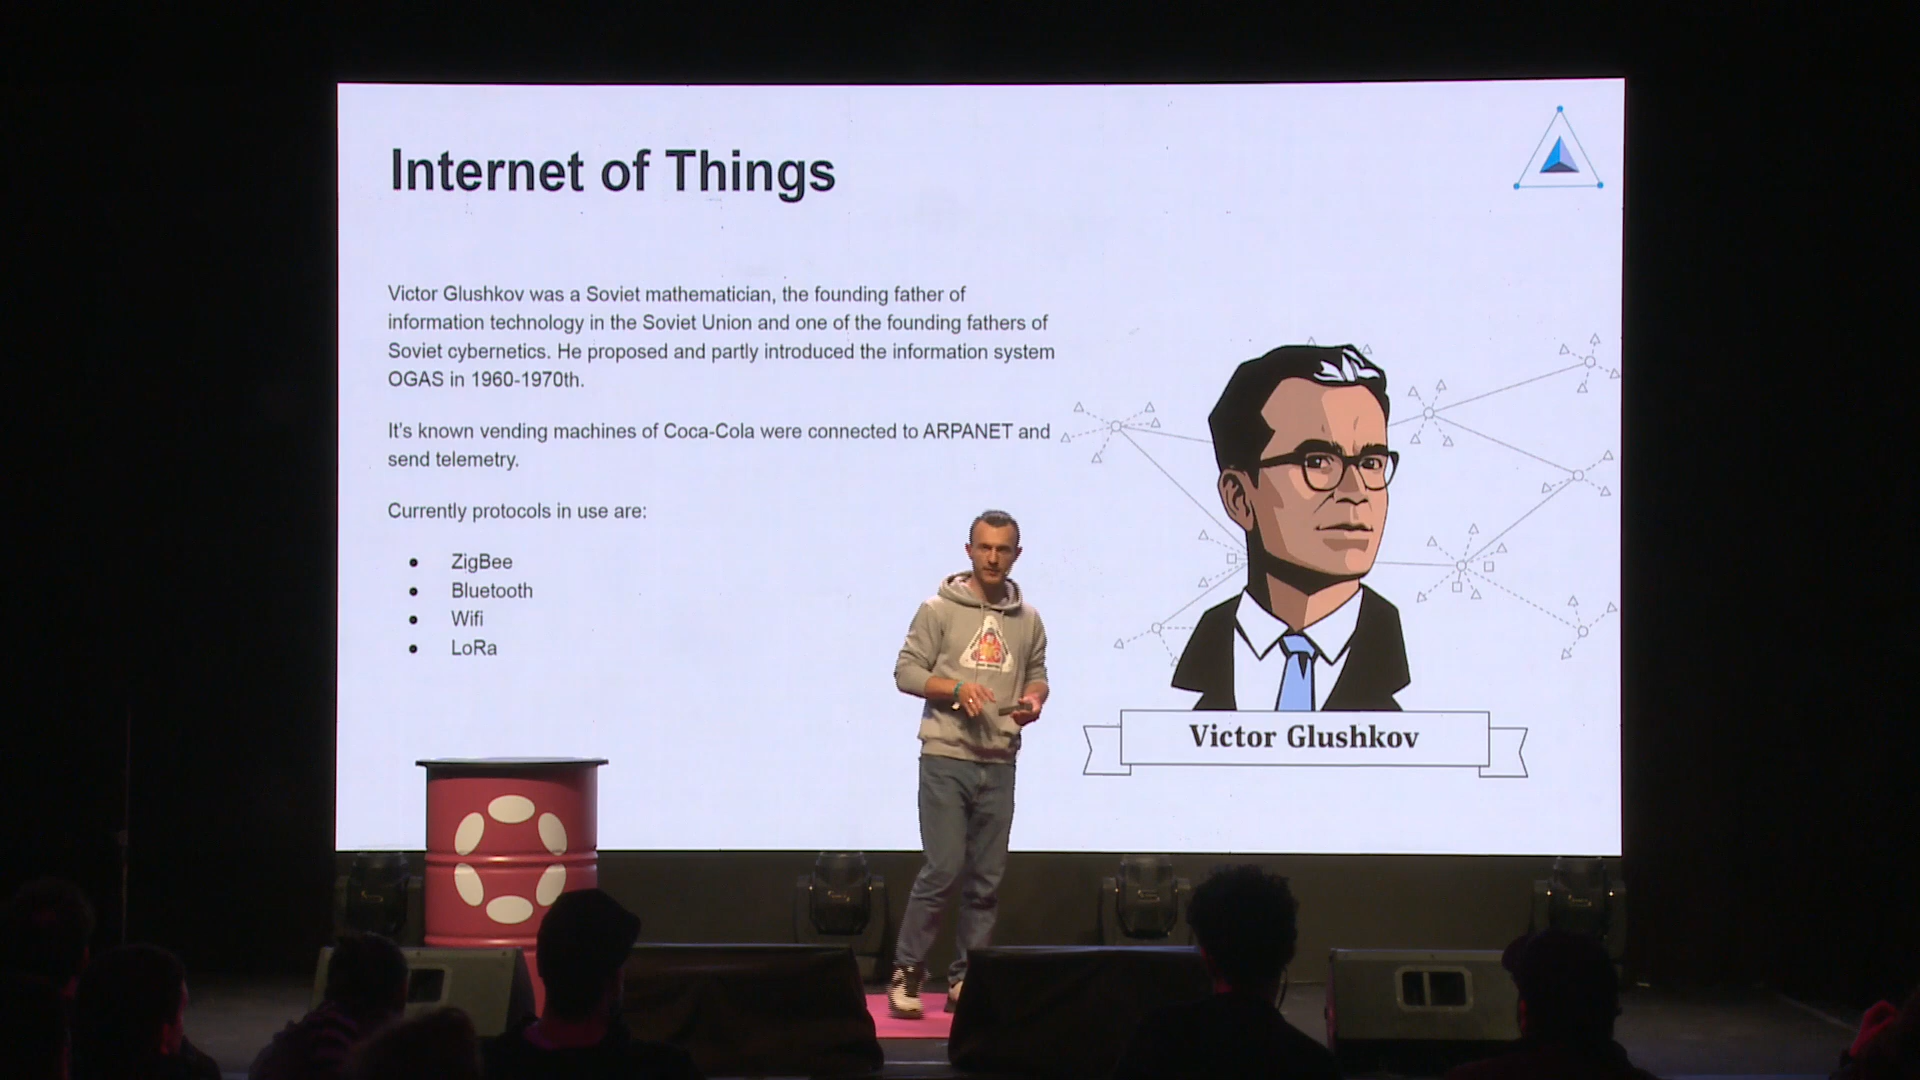 Internet of Things
Victor Glushkov was a Soviet mathematician, the founding father of
information technology in the Soviet Union and one of the founding fathers of
Soviet cybernetics. He proposed and partly introduced the information system
OGAS in 1960-1970th.
It's known vending machines of Coca-Cola were connected to ARPANET and
send telemetry.
Currently protocols in use are:
● ZigBee
● Bluetooth
● Wifi
● LoRa
Victor Glushkov